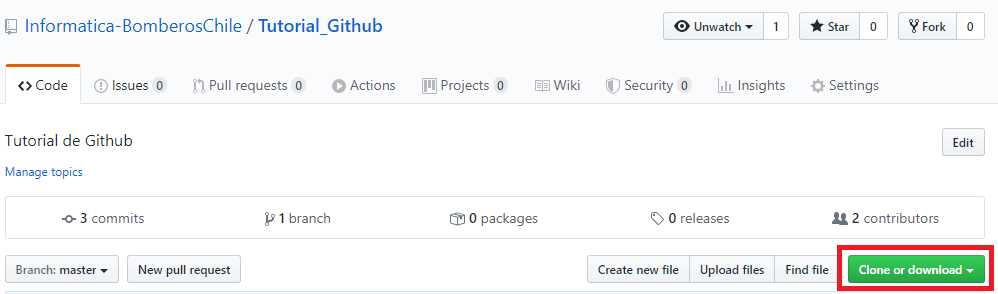 Informatica-BomberosChile / Tutorial_Github Unwatch 1 Star 0 Fork 0
Code Issues 0 Pull requests 0 Actions Projects 0 Wiki Security 0 Insights Settings
Tutorial de Github Edit
Manage topics
3 commits 1 branch 0 packages 0 releases 2 contributors
Branch: master New pull request Create new file Upload files Find file Clone or download